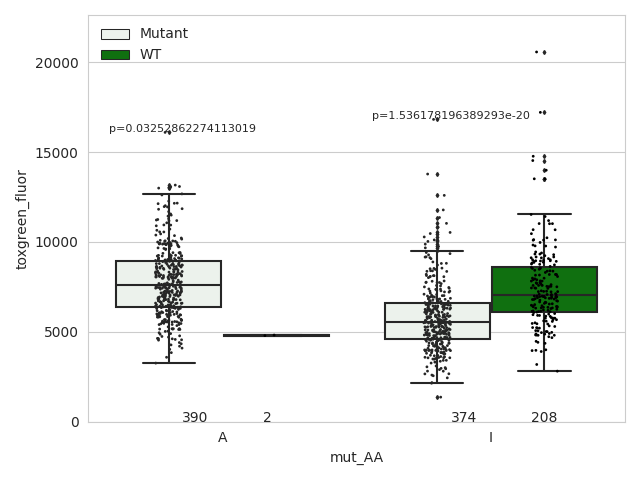 Mutant
WT
20000
p=0.03252862274113019
p=1.536178196389293e-20
15000
10000
5000
0
toxgreen_fluor
390
2
374
208
A
I
mut_AA